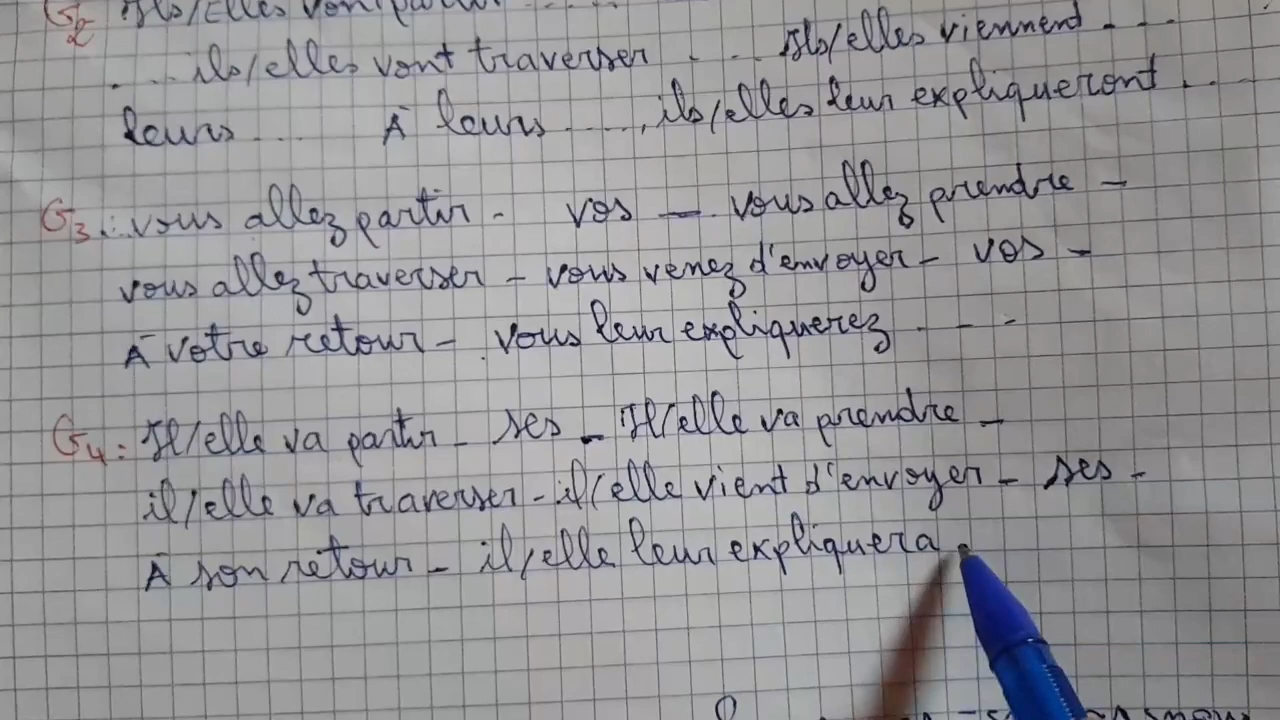 G2 Ils/Elles vont partir ......
... ils/elles vont traverser . . . Ils/elles viennend - - -
leurs .... À leurs ....., ils/elles leur expliqueront . . .
G3 : vous allez partir - vos — vous allez prendre -
vous allez traverser - vous venez d'envoyer - vos -
À votre retour - vous leur expliquerez . - -
G4 : Il/elle va partir - ses - Il/elle va prendre -
il/elle va traverser - il/elle vient d'envoyer - ses -
À son retour - il/elle leur expliquera .